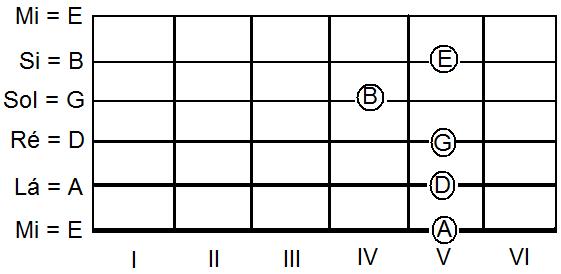 Mi = E
Si = B E
Sol = G B
Ré = D G
Lá = A D
Mi = E A
I II III IV V VI